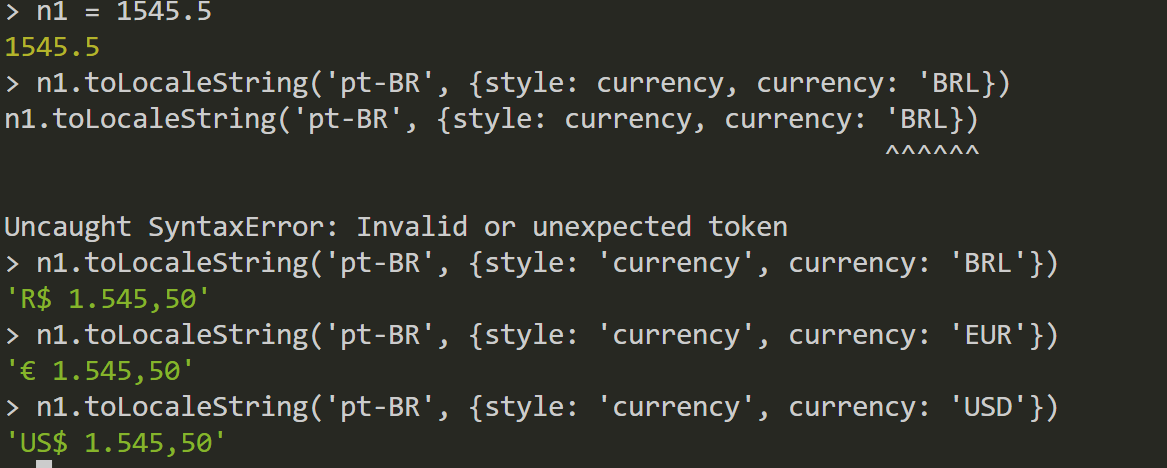 > n1 = 1545.5
1545.5
> n1.toLocaleString('pt-BR', {style: currency, currency: 'BRL})
n1.toLocaleString('pt-BR', {style: currency, currency: 'BRL})
^^^^^^
Uncaught SyntaxError: Invalid or unexpected token
> n1.toLocaleString('pt-BR', {style: 'currency', currency: 'BRL'})
'R$ 1.545,50'
> n1.toLocaleString('pt-BR', {style: 'currency', currency: 'EUR'})
'€ 1.545,50'
> n1.toLocaleString('pt-BR', {style: 'currency', currency: 'USD'})
'US$ 1.545,50'